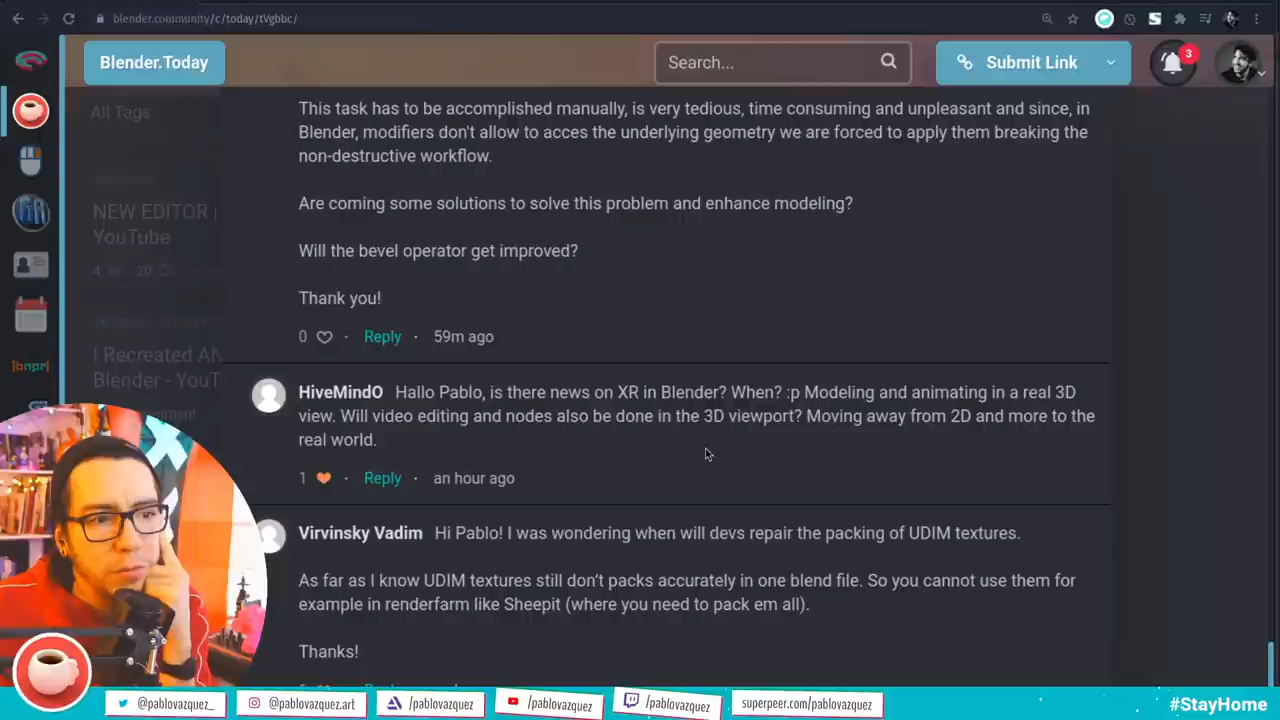 blender.community/c/today/tVgbbc/
Blender.Today
Search...
Submit Link
3
All Tags
NEW EDITOR |
YouTube
4
20
I Recreated AN
Blender - YouT
mment
|bnpr|
This task has to be accomplished manually, is very tedious, time consuming and unpleasant and since, in
Blender, modifiers don't allow to acces the underlying geometry we are forced to apply them breaking the
non-destructive workflow.
Are coming some solutions to solve this problem and enhance modeling?
Will the bevel operator get improved?
Thank you!
0 · Reply · 59m ago
HiveMindO Hallo Pablo, is there news on XR in Blender? When? :p Modeling and animating in a real 3D
view. Will video editing and nodes also be done in the 3D viewport? Moving away from 2D and more to the
real world.
1 · Reply · an hour ago
Virvinsky Vadim Hi Pablo! I was wondering when will devs repair the packing of UDIM textures.
As far as I know UDIM textures still don't packs accurately in one blend file. So you cannot use them for
example in renderfarm like Sheepit (where you need to pack em all).
Thanks!
@pablovazquez_
@pablovazquez.art
/pablovazquez
/pablovazquez
/pablovazquez
superpeer.com/pablovazquez
#StayHome